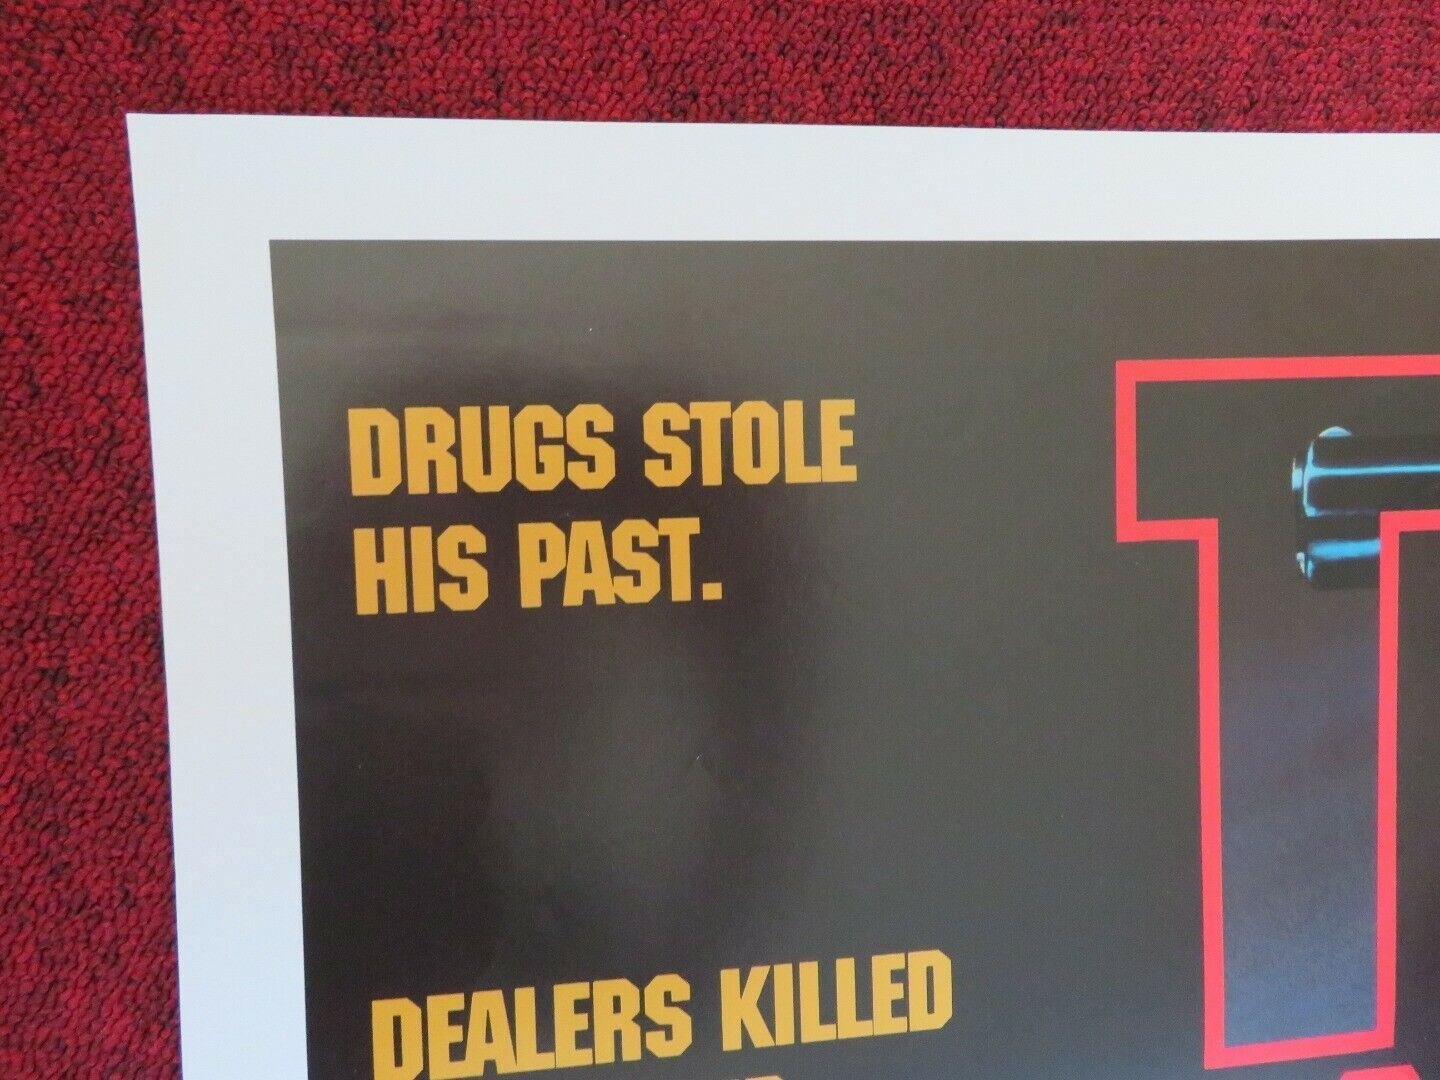 DRUGS STOLE
HIS PAST.
T
DEALERS KILLED